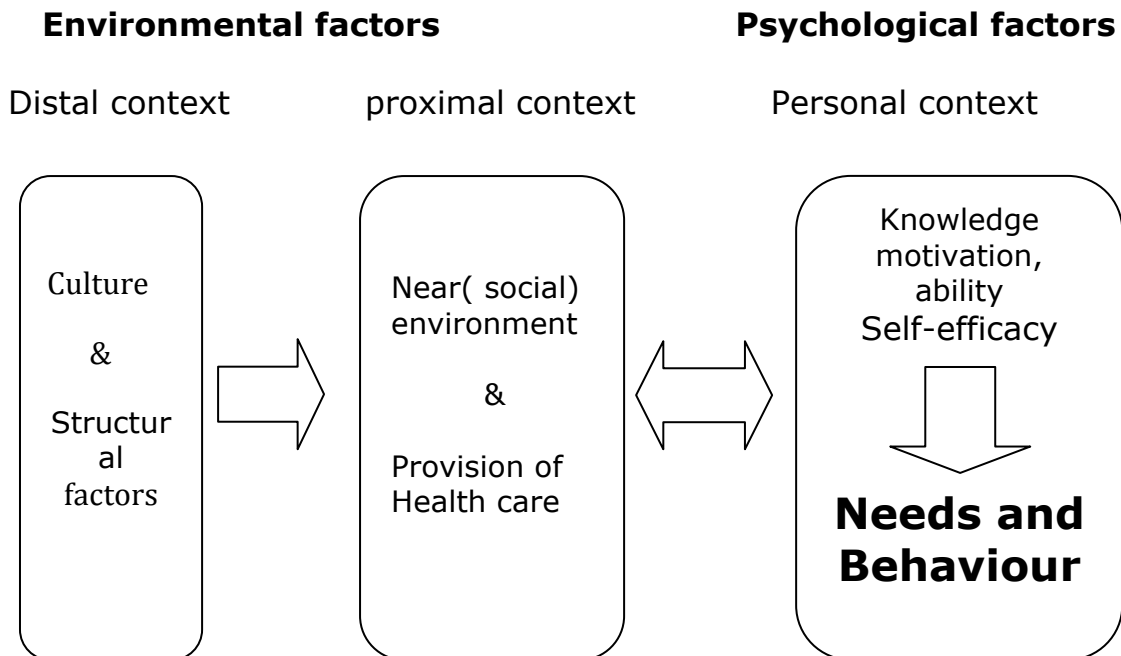 Environmental factors
Psychological factors
Distal context
proximal context
Personal context
Culture
&
Structur
al
factors
Near( social)
environment
&
Provision of
Health care
Knowledge
motivation,
ability
Self-efficacy
Needs and
Behaviour